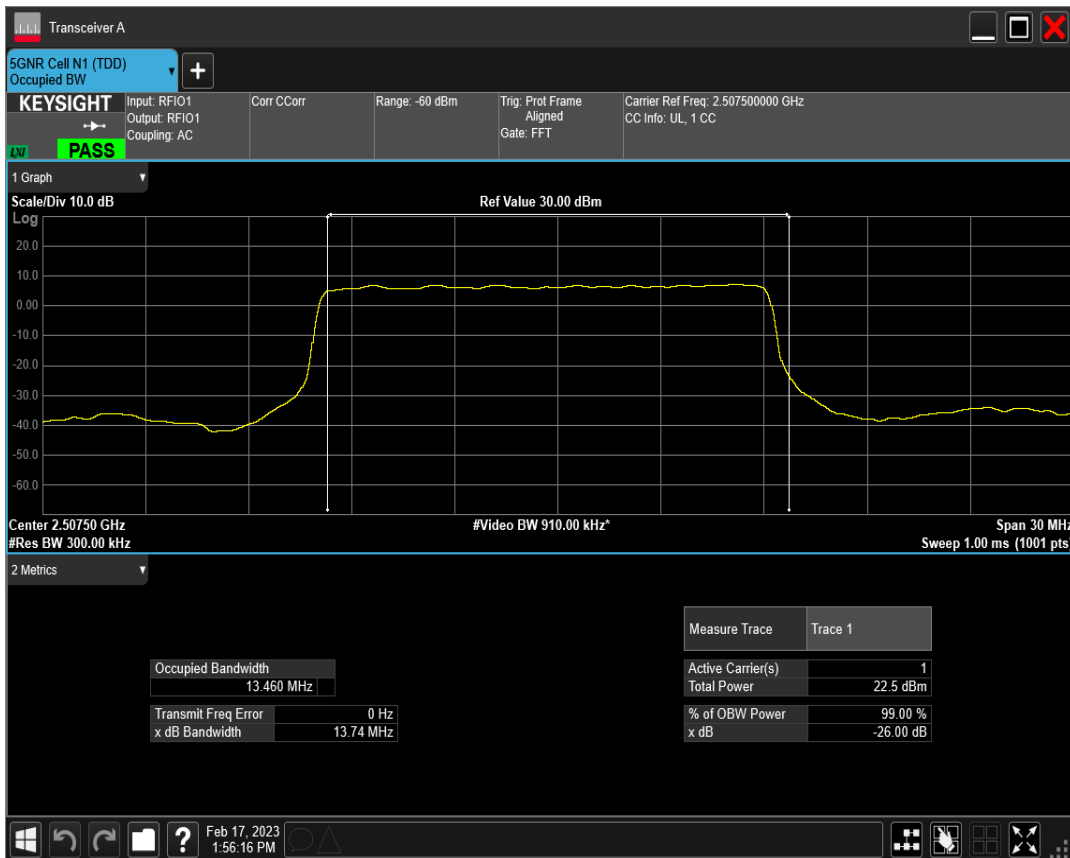 Transceiver A
5GNR Cell N1 (TDD)
Occupied BW
KEYSIGHT
LXI
PASS
Input: RFIO1
Output: RFIO1
Coupling: AC
Corr CCorr
Range: -60 dBm
Trig: Prot Frame
Aligned
Gate: FFT
Carrier Ref Freq: 2.507500000 GHz
CC Info: UL, 1 CC
1 Graph
Scale/Div 10.0 dB
Ref Value 30.00 dBm
Log
20.0
10.0
0.00
-10.0
-20.0
-30.0
-40.0
-50.0
-60.0
Center 2.50750 GHz
#Video BW 910.00 kHz*
Span 30 MHz
#Res BW 300.00 kHz
Sweep 1.00 ms (1001 pts)
2 Metrics
Measure Trace Trace 1
Occupied Bandwidth
13.460 MHz
Active Carrier(s) 1
Total Power 22.5 dBm
Transmit Freq Error 0 Hz
x dB Bandwidth 13.74 MHz
% of OBW Power 99.00 %
x dB -26.00 dB
?
Feb 17, 2023
1:56:16 PM